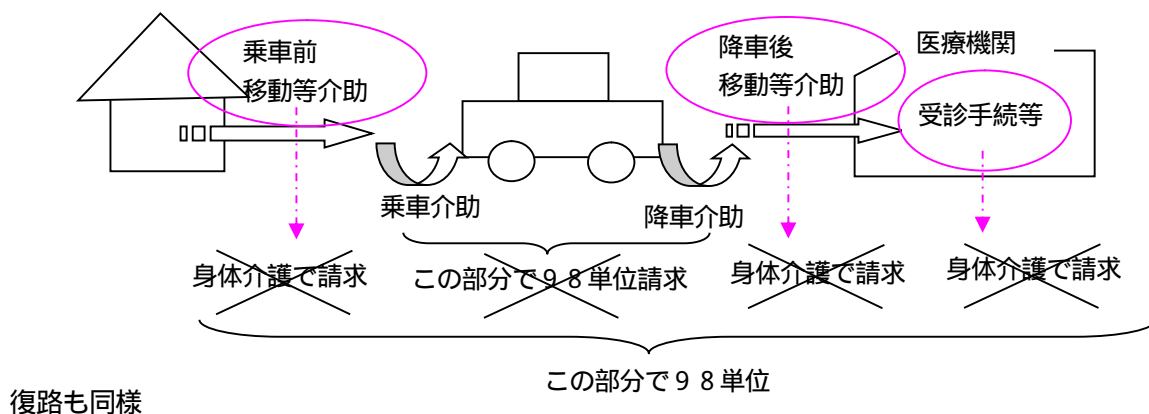 乗車前
移動等介助
降車後
移動等介助
医療機関
受診手続等
乗車介助
降車介助
身体介護で請求
この部分で98単位請求
身体介護で請求
身体介護で請求
この部分で98単位
復路も同様